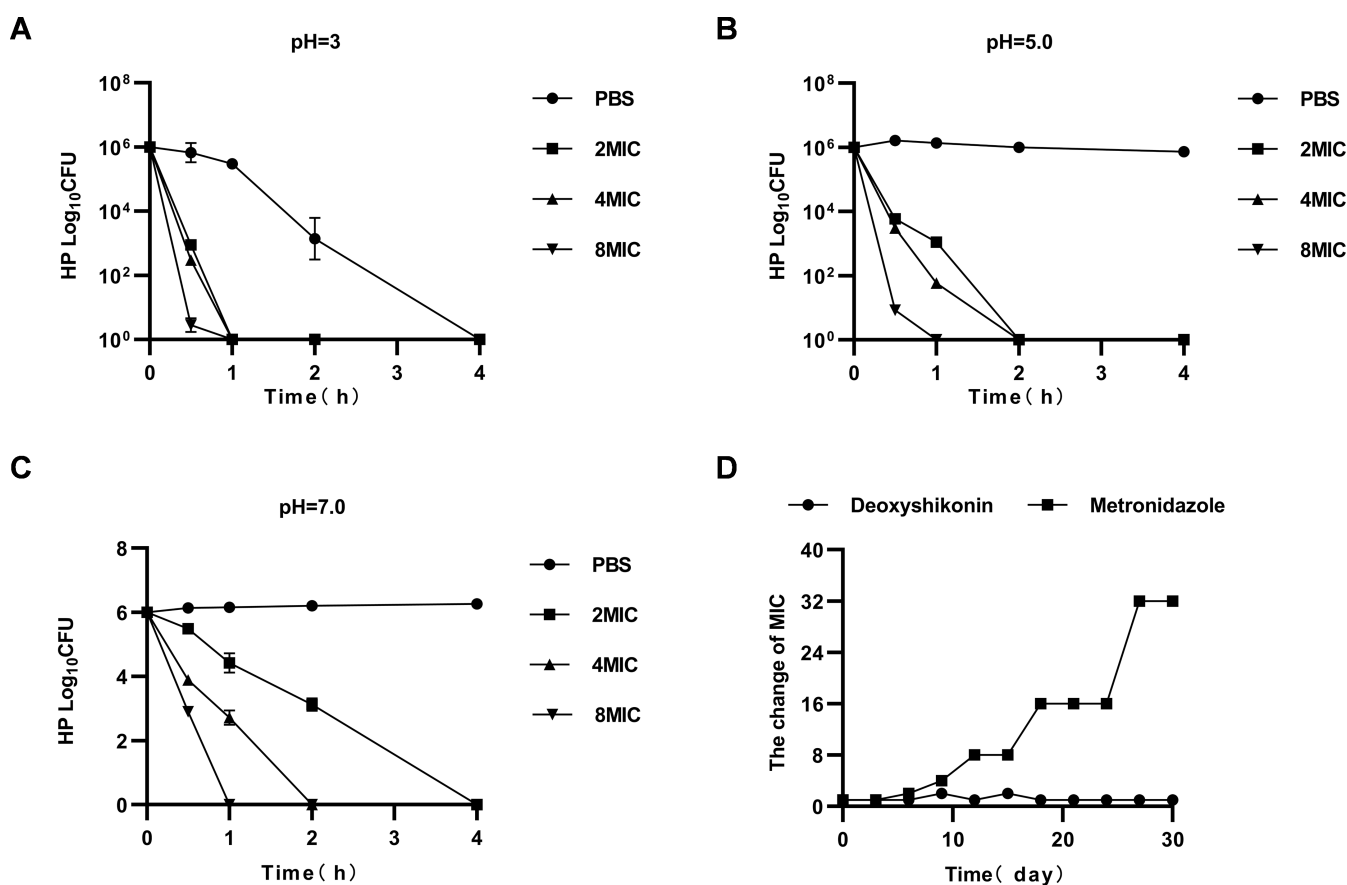 A
pH=3
HP Log10CFU
10^8
10^6
10^4
10^2
10^0
0 1 2 3 4
Time( h)
PBS
2MIC
4MIC
8MIC
B
pH=5.0
HP Log10CFU
10^8
10^6
10^4
10^2
10^0
0 1 2 3 4
Time( h)
PBS
2MIC
4MIC
8MIC
C
pH=7.0
HP Log10CFU
8
6
4
2
0
0 1 2 3 4
Time( h)
PBS
2MIC
4MIC
8MIC
D
Deoxyshikonin Metronidazole
The change of MIC
40
32
24
16
8
0
0 10 20 30
Time( day)